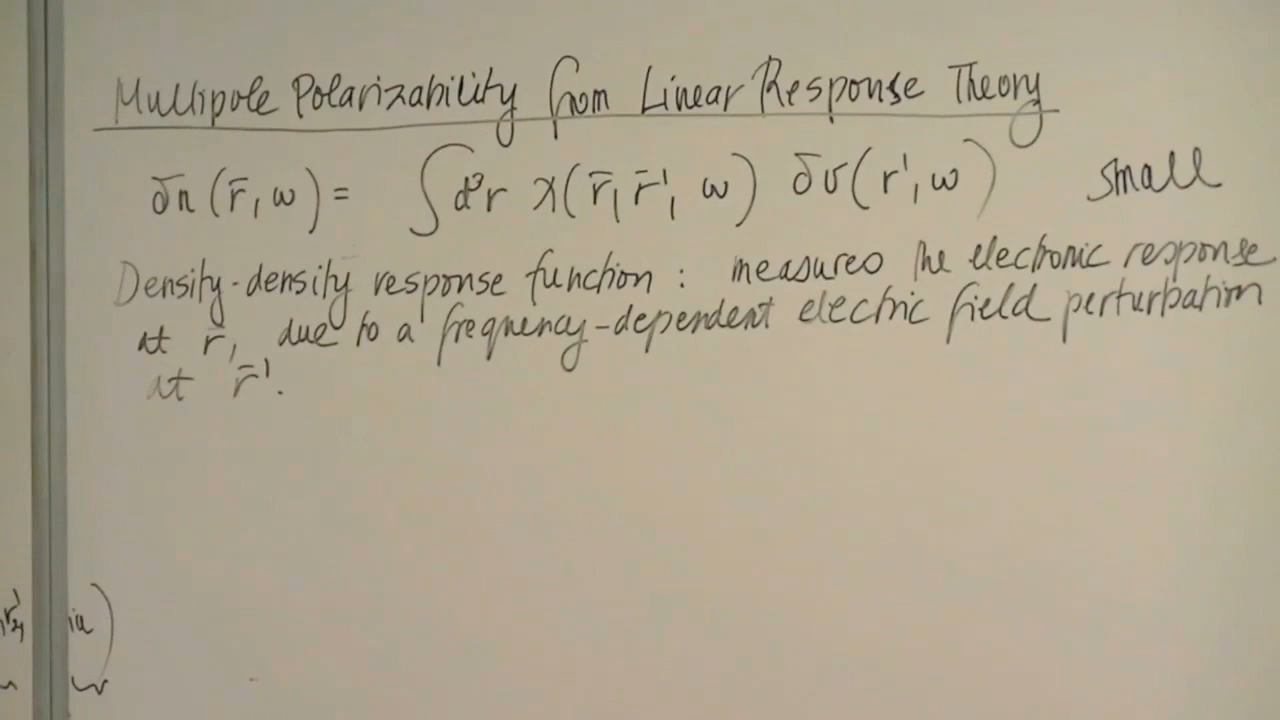 Multipole Polarizability from Linear Response Theory
δn(r̄, ω) = ∫d³r χ(r̄, r̄', ω) δv(r', ω) small
Density-density response function : measures the electronic response
at r̄, due to a frequency-dependent electric field perturbation
at r̄'.